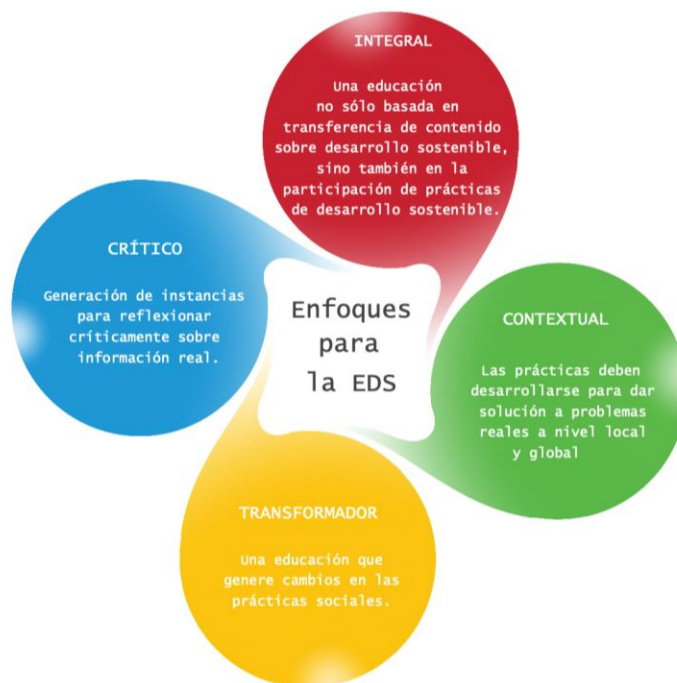 INTEGRAL
Una educación
no sólo basada en
transferencia de contenido
sobre desarrollo sostenible,
sino también en la
participación de prácticas
de desarrollo sostenible.
CRÍTICO
Generación de instancias
para reflexionar
críticamente sobre
información real.
Enfoques
para
la EDS
CONTEXTUAL
Las prácticas deben
desarrollarse para dar
solución a problemas
reales a nivel local
y global
TRANSFORMADOR
Una educación que
genere cambios en las
prácticas sociales.